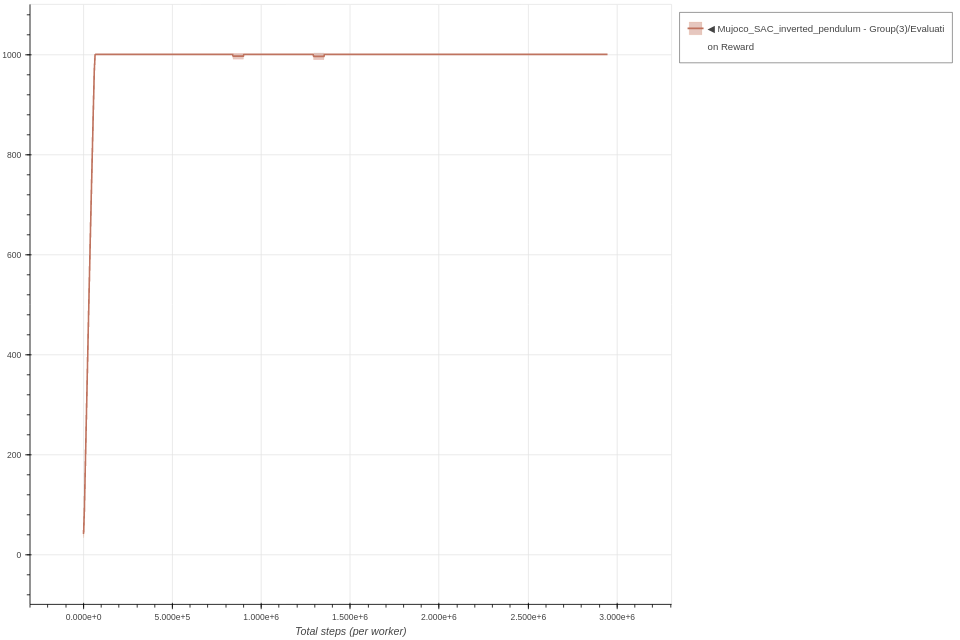 1000
800
600
400
200
0
0.000e+0 5.000e+5 1.000e+6 1.500e+6 2.000e+6 2.500e+6 3.000e+6
Total steps (per worker)
◀ Mujoco_SAC_inverted_pendulum - Group(3)/Evaluati
on Reward